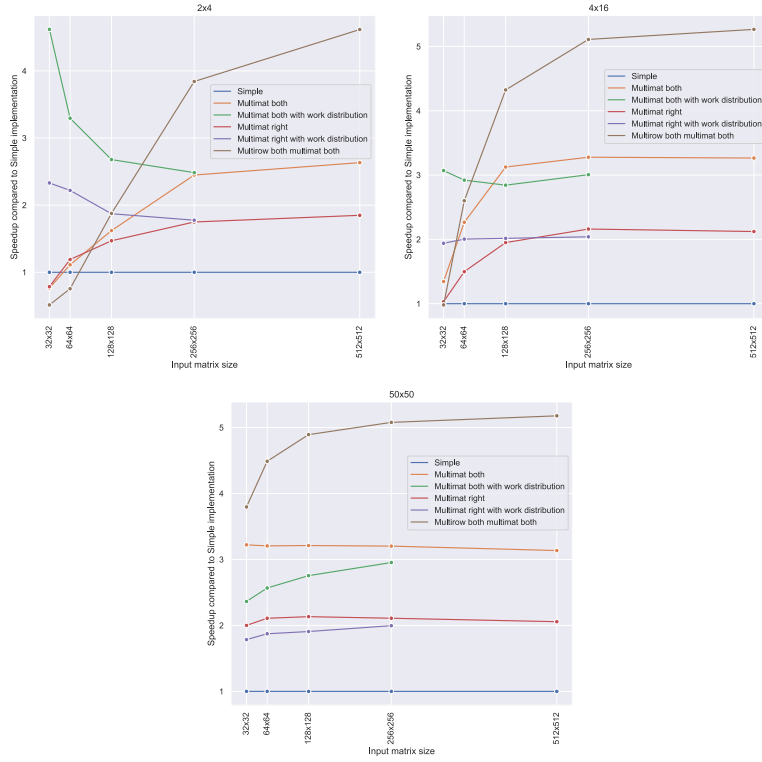 2x4
Speedup compared to Simple implementation
4
3
2
1
Simple
Multimat both
Multimat both with work distribution
Multimat right
Multimat right with work distribution
Multirow both multimat both
32x32
64x64
128x128
256x256
512x512
Input matrix size
4x16
Speedup compared to Simple implementation
5
4
3
2
1
Simple
Multimat both
Multimat both with work distribution
Multimat right
Multimat right with work distribution
Multirow both multimat both
32x32
64x64
128x128
256x256
512x512
Input matrix size
50x50
Speedup compared to Simple implementation
5
4
3
2
1
Simple
Multimat both
Multimat both with work distribution
Multimat right
Multimat right with work distribution
Multirow both multimat both
32x32
64x64
128x128
256x256
512x512
Input matrix size